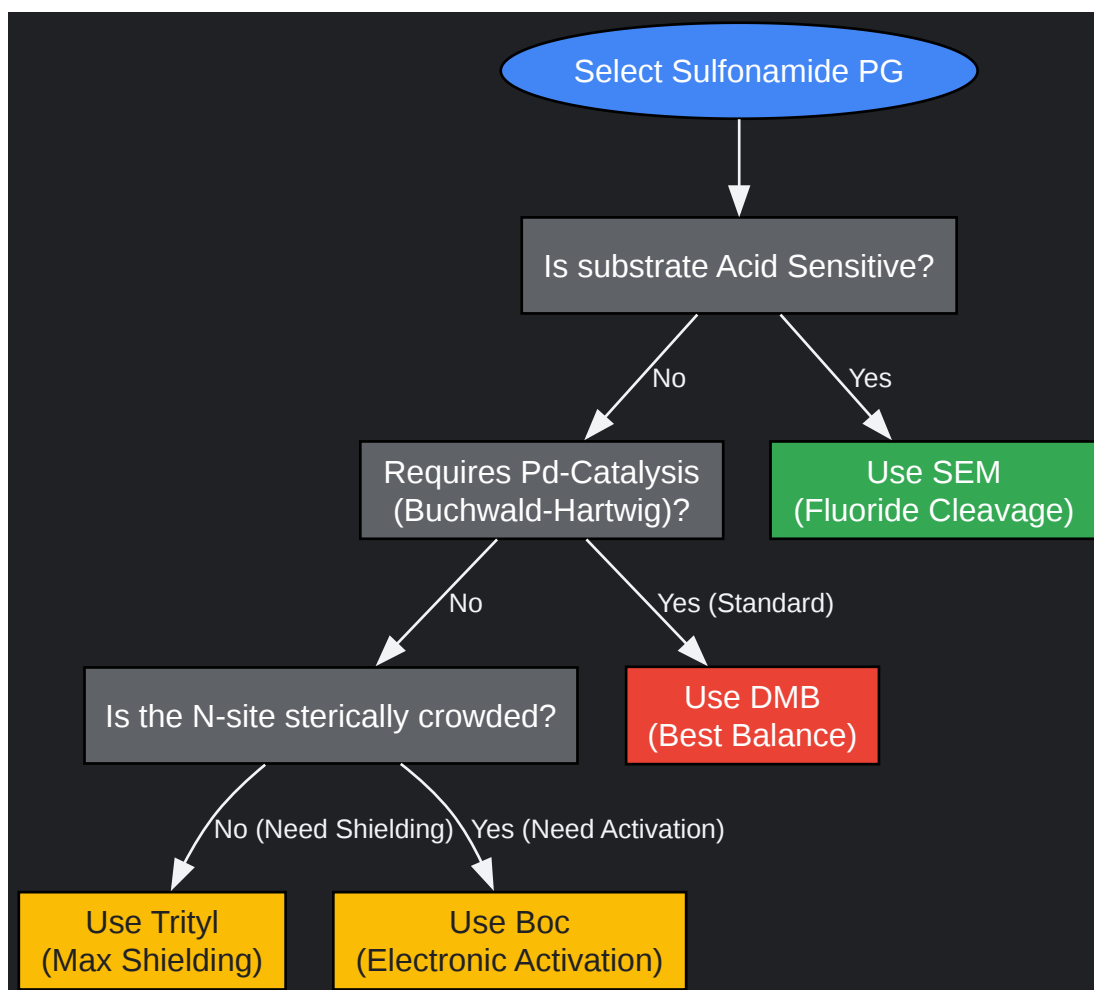 Select Sulfonamide PG
Is substrate Acid Sensitive?
No
Yes
Requires Pd-Catalysis
(Buchwald-Hartwig)?
Use SEM
(Fluoride Cleavage)
No
Yes (Standard)
Is the N-site sterically crowded?
Use DMB
(Best Balance)
No (Need Shielding)
Yes (Need Activation)
Use Trityl
(Max Shielding)
Use Boc
(Electronic Activation)